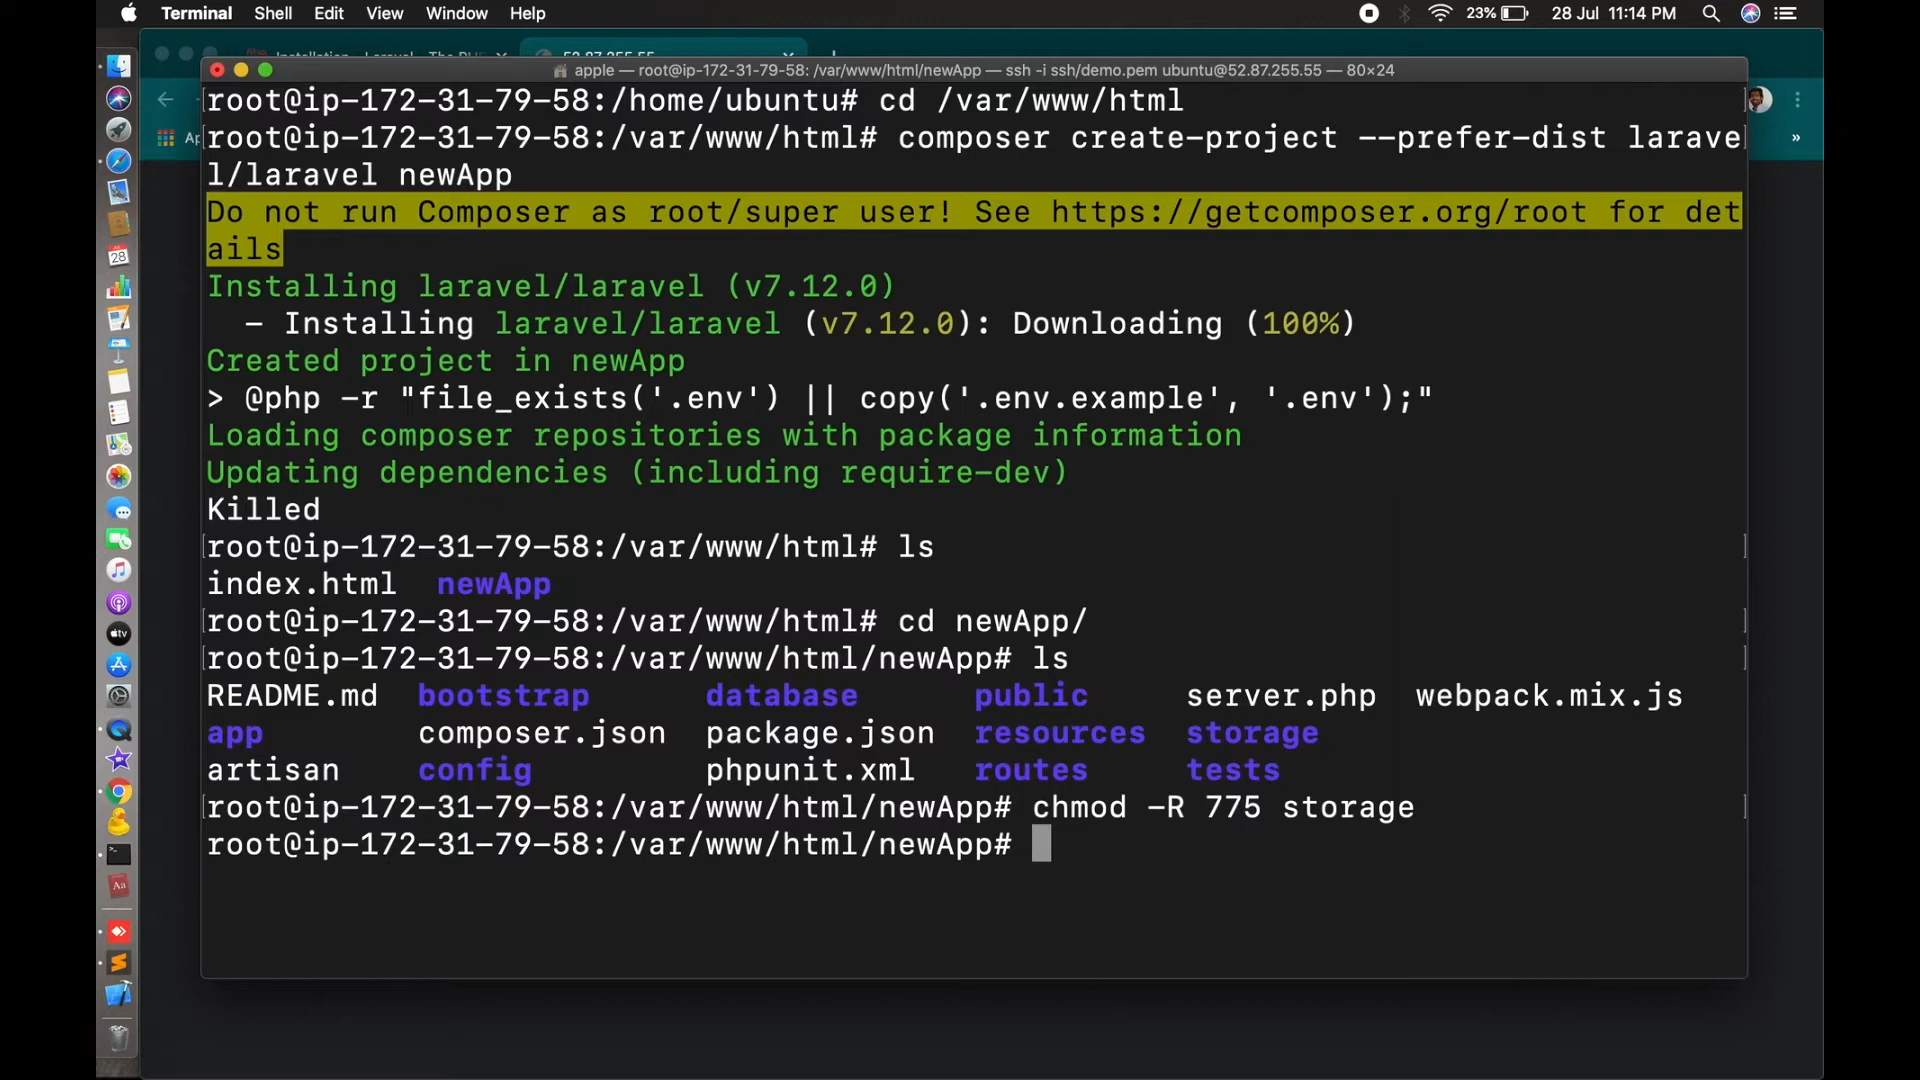 Terminal Shell Edit View Window Help 23% 28 Jul 11:14 PM
Installation - Laravel - The PHP 52.87.255.55
apple — root@ip-172-31-79-58: /var/www/html/newApp — ssh -i ssh/demo.pem ubuntu@52.87.255.55 — 80×24
root@ip-172-31-79-58:/home/ubuntu# cd /var/www/html
root@ip-172-31-79-58:/var/www/html# composer create-project --prefer-dist larave
l/laravel newApp
Do not run Composer as root/super user! See https://getcomposer.org/root for det
ails
Installing laravel/laravel (v7.12.0)
- Installing laravel/laravel (v7.12.0): Downloading (100%)
Created project in newApp
> @php -r "file_exists('.env') || copy('.env.example', '.env');"
Loading composer repositories with package information
Updating dependencies (including require-dev)
Killed
root@ip-172-31-79-58:/var/www/html# ls
index.html newApp
root@ip-172-31-79-58:/var/www/html# cd newApp/
root@ip-172-31-79-58:/var/www/html/newApp# ls
README.md bootstrap database public server.php webpack.mix.js
app composer.json package.json resources storage
artisan config phpunit.xml routes tests
root@ip-172-31-79-58:/var/www/html/newApp# chmod -R 775 storage
root@ip-172-31-79-58:/var/www/html/newApp#